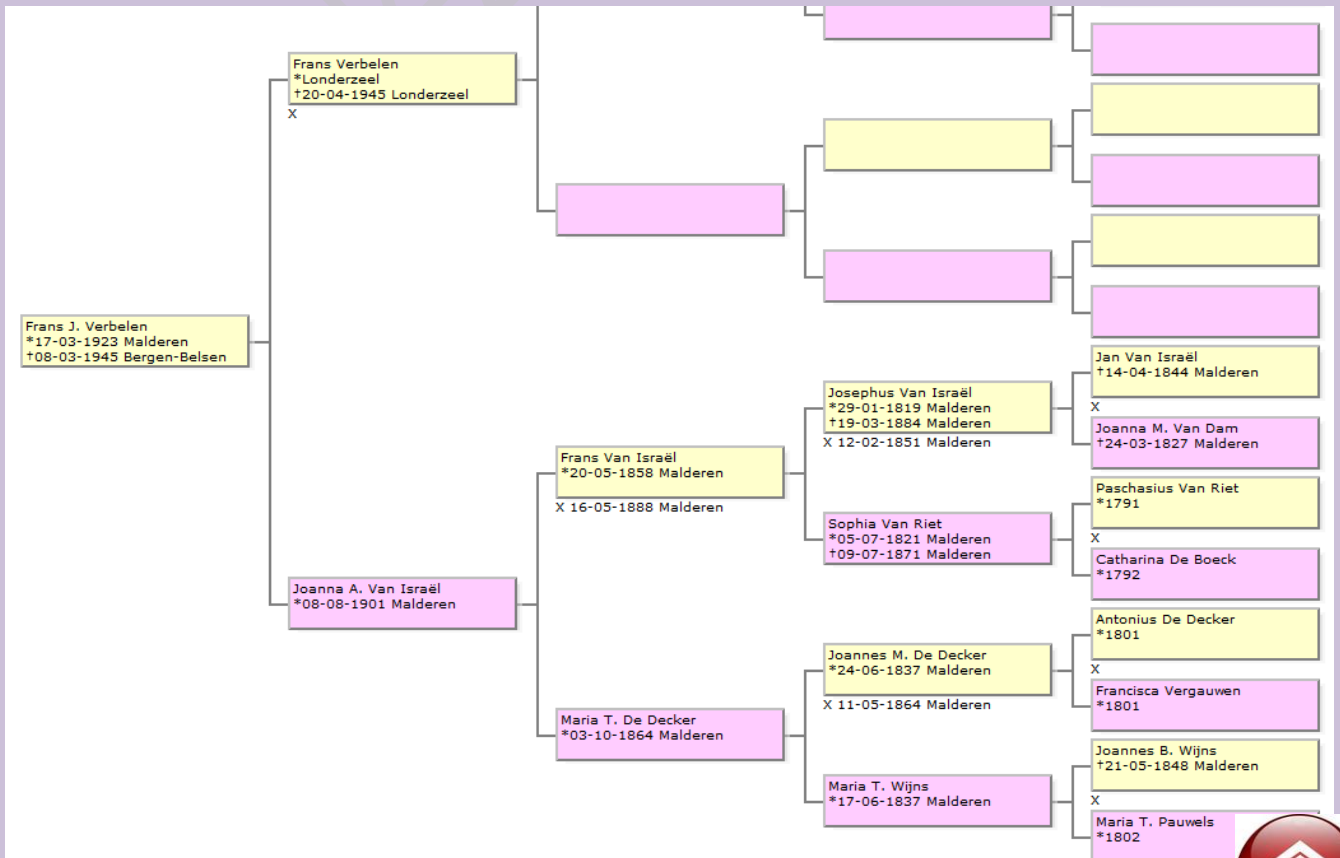 Frans Verbelen
*Londerzeel
†20-04-1945 Londerzeel
X
Frans J. Verbelen
*17-03-1923 Malderen
†08-03-1945 Bergen-Belsen
Joanna A. Van Israël
*08-08-1901 Malderen
Frans Van Israël
*20-05-1858 Malderen
X 16-05-1888 Malderen
Maria T. De Decker
*03-10-1864 Malderen
Josephus Van Israël
*29-01-1819 Malderen
†19-03-1884 Malderen
X 12-02-1851 Malderen
Sophia Van Riet
*05-07-1821 Malderen
†09-07-1871 Malderen
Joannes M. De Decker
*24-06-1837 Malderen
X 11-05-1864 Malderen
Maria T. Wijns
*17-06-1837 Malderen
Jan Van Israël
†14-04-1844 Malderen
X
Joanna M. Van Dam
†24-03-1827 Malderen
Paschasius Van Riet
*1791
X
Catharina De Boeck
*1792
Antonius De Decker
*1801
X
Francisca Vergauwen
*1801
Joannes B. Wijns
†21-05-1848 Malderen
X
Maria T. Pauwels
*1802